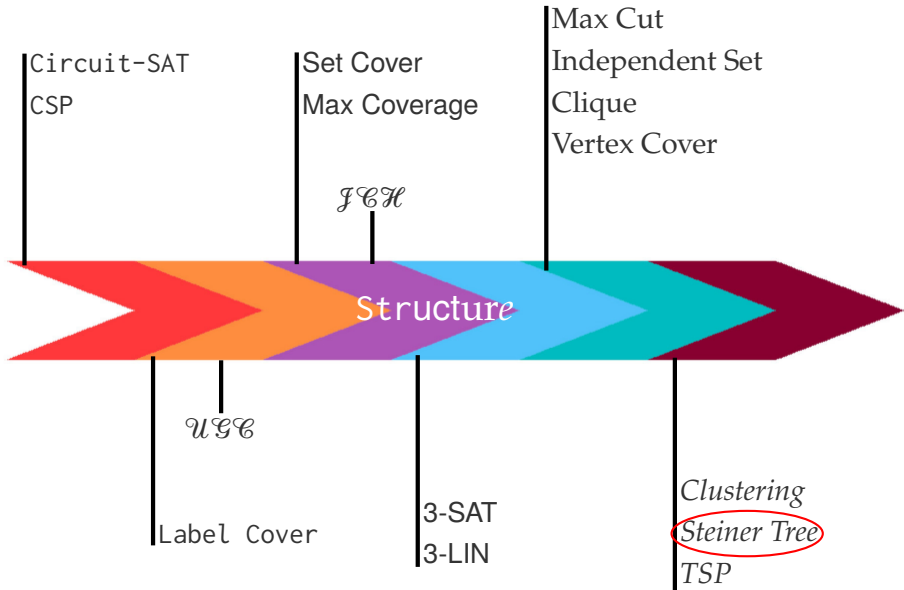 Circuit-SAT
CSP
Set Cover
Max Coverage
Max Cut
Independent Set
Clique
Vertex Cover
𝒥𝒞ℋ
Structure
𝒰𝒢𝒞
Label Cover
3-SAT
3-LIN
Clustering
Steiner Tree
TSP